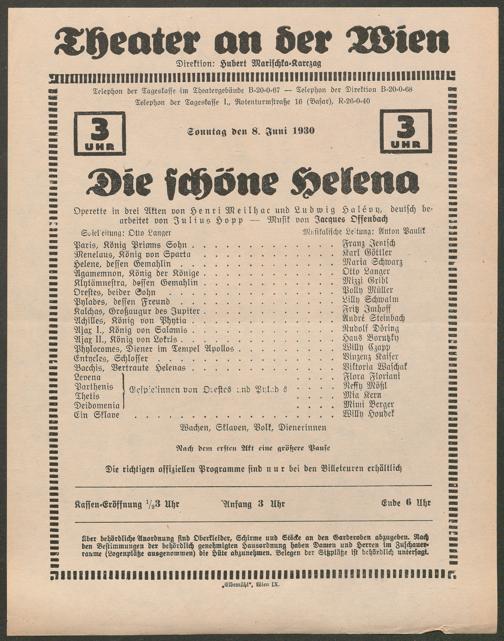 Theater an der Wien
Direktion: Hubert Marischka-Karczag
Telephon der Tageskasse im Theatergebäude B-20-0-67 — Telephon der Direktion B-20-0-68
Telephon der Tageskasse I., Rotenturmstraße 16 (Basar), R-26-0-40
3 UHR
Sonntag den 8. Juni 1930
3 UHR
Die schöne Helena
Operette in drei Akten von Henri Meilhac und Ludwig Halévy, deutsch be-
arbeitet von Julius Hopp — Musik von Jacques Offenbach
Spielleitung: Otto Langer Musikalische Leitung: Anton Paulik
Paris, König Priams Sohn . . . . . . . . . . Franz Jentsch
Menelaus, König von Sparta . . . . . . . . . . Karl Göttler
Helene, dessen Gemahlin . . . . . . . . . . Maria Schwarz
Agamemnon, König der Könige . . . . . . . . . . Otto Langer
Klytämnestra, dessen Gemahlin . . . . . . . . . . Mizzi Greibl
Orestes, beider Sohn . . . . . . . . . . Polly Müller
Pylades, dessen Freund . . . . . . . . . . Lilly Schwalm
Kalchas, Großaugur des Jupiter . . . . . . . . . . Fritz Imhoff
Achilles, König von Phytia . . . . . . . . . . André Steinbach
Ajax I., König von Salamis . . . . . . . . . . Rudolf Döring
Ajax II., König von Lokris . . . . . . . . . . Hans Borutzky
Phylocomes, Diener im Tempel Apollos . . . . . . . . . . Willy Czapp
Eutycles, Schlosser . . . . . . . . . . Vinzenz Kaiser
Bacchis, Vertraute Helenas . . . . . . . . . . Viktoria Waschak
Leoena Flora Floriani
Parthenis Gespielinnen von Orestes und Pylades . . . . . Neffy Mößl
Thetis Mia Kern
Deidomenia Mimi Berger
Ein Sklave . . . . . . . . . . Willy Houdek
Wachen, Sklaven, Volk, Dienerinnen
Nach dem ersten Akt eine größere Pause
Die richtigen offiziellen Programme sind nur bei den Billeteuren erhältlich
Kassen-Eröffnung ½3 Uhr Anfang 3 Uhr Ende 6 Uhr
Über behördliche Anordnung sind Oberkleider, Schirme und Stöcke an den Garderoben abzugeben. Nach
den Bestimmungen der behördlich genehmigten Hausordnung haben Damen und Herren im Zuschauer-
raume (Logenplätze ausgenommen) die Hüte abzunehmen. Belegen der Sitzplätze ist behördlich untersagt.
„Elbemühl", Wien IX.